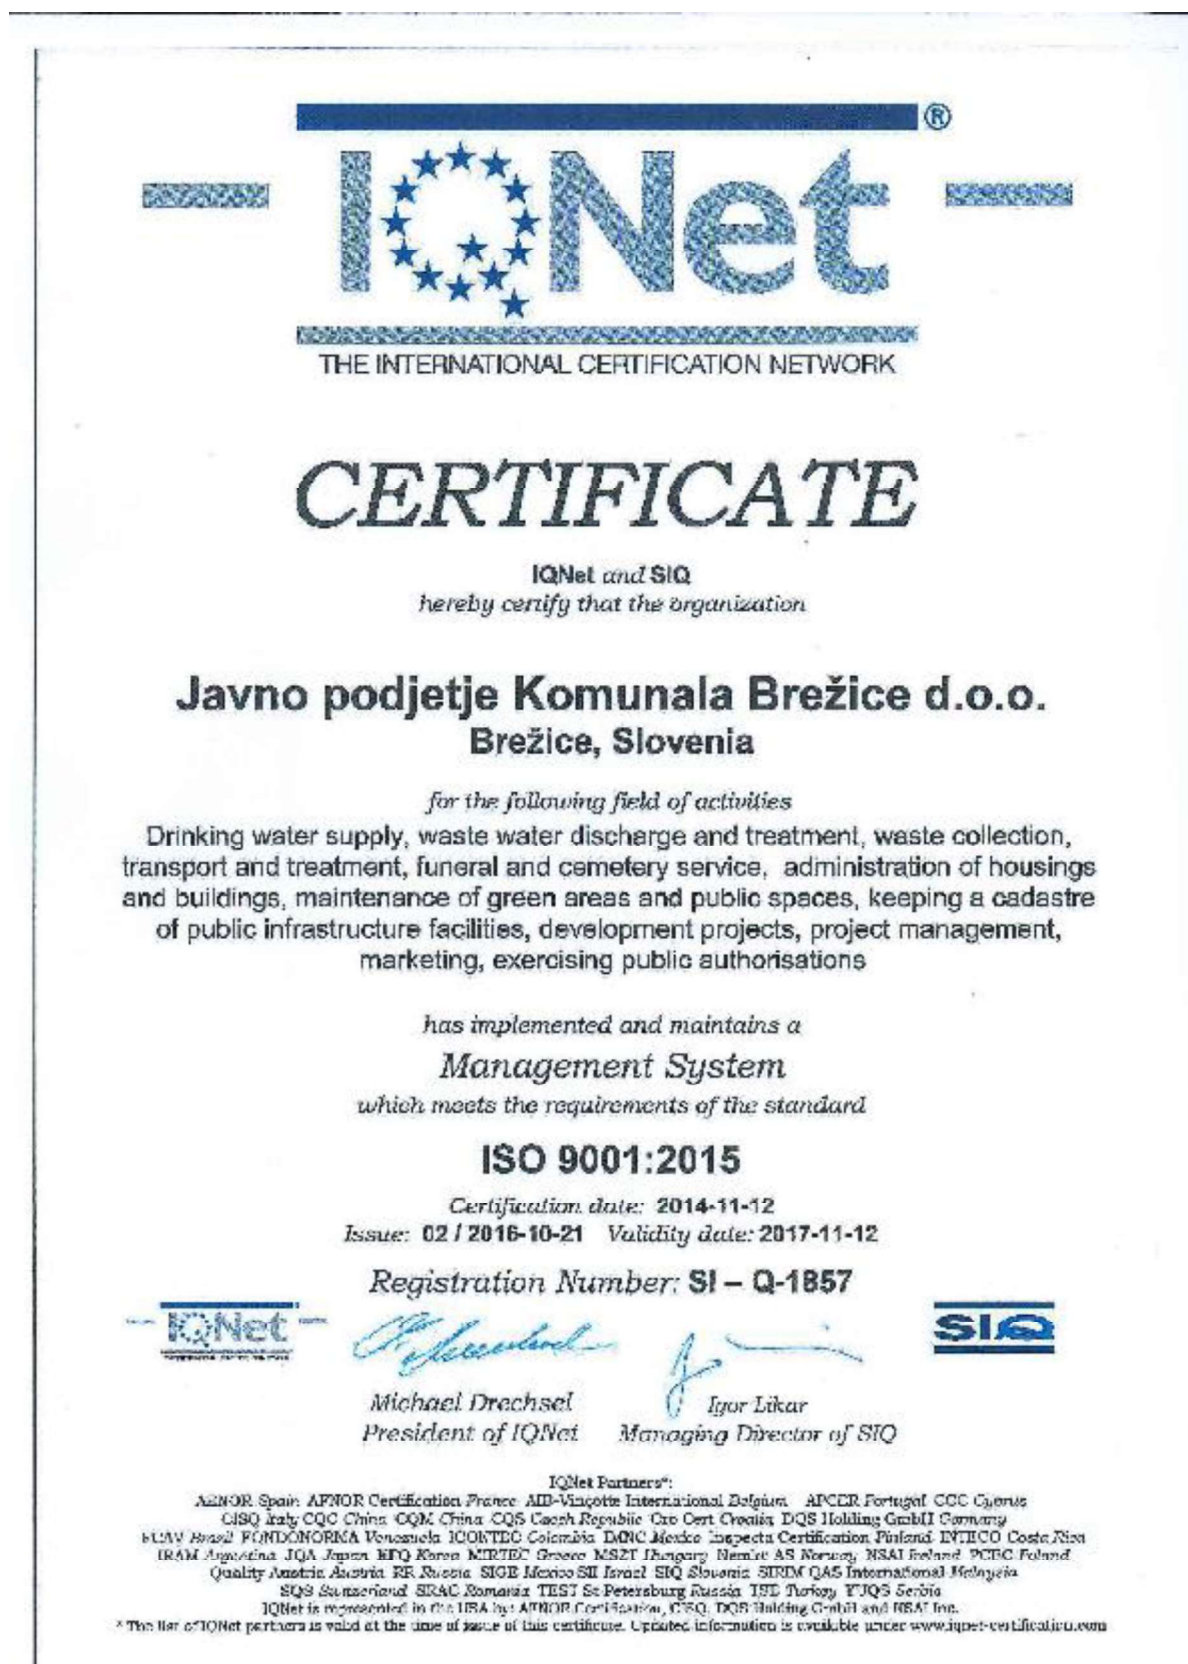 ®
IQNet
THE INTERNATIONAL CERTIFICATION NETWORK
CERTIFICATE
IQNet and SIQ
hereby certify that the organization
Javno podjetje Komunala Brežice d.o.o.
Brežice, Slovenia
for the following field of activities
Drinking water supply, waste water discharge and treatment, waste collection,
transport and treatment, funeral and cemetery service, administration of housings
and buildings, maintenance of green areas and public spaces, keeping a cadastre
of public infrastructure facilities, development projects, project management,
marketing, exercising public authorisations
has implemented and maintains a
Management System
which meets the requirements of the standard
ISO 9001:2015
Certification date: 2014-11-12
Issue: 02 / 2016-10-21 Validity date: 2017-11-12
Registration Number: SI – Q-1857
IQNet
SIQ
Michael Drechsel
President of IQNet
Igor Likar
Managing Director of SIQ
IQNet Partners*:
AENOR Spain AFNOR Certification France AIB-Vinçotte International Belgium APCER Portugal CCC Cyprus
CISQ Italy CQC China CQM China CQS Czech Republic Cro Cert Croatia DQS Holding GmbH Germany
FCAV Brazil FONDONORMA Venezuela ICONTEC Colombia IMNC Mexico Inspecta Certification Finland INTECO Costa Rica
IRAM Argentina JQA Japan KFQ Korea MIRTEC Greece MSZT Hungary Nemko AS Norway NSAI Ireland PCBC Poland
Quality Austria Austria RR Russia SIGE Mexico SII Israel SIQ Slovenia SIRIM QAS International Malaysia
SQS Switzerland SRAC Romania TEST St Petersburg Russia TSE Turkey YUQS Serbia
IQNet is represented in the USA by: AFNOR Certification, CISQ, DQS Holding GmbH and NSAI Inc.
* The list of IQNet partners is valid at the time of issue of this certificate. Updated information is available under www.iqnet-certification.com